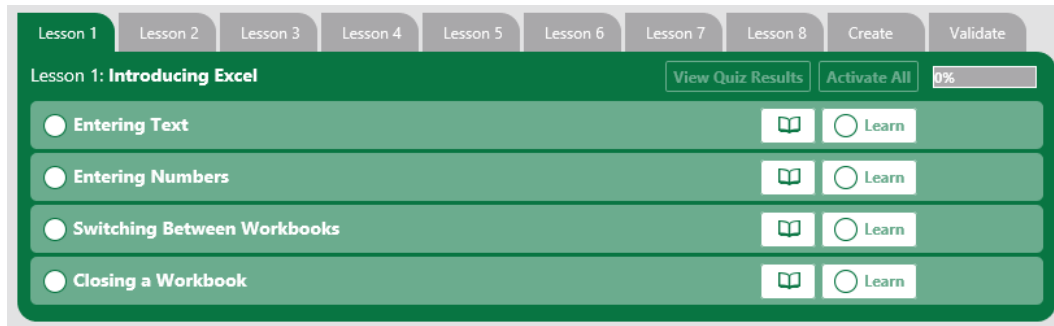 Lesson 1 Lesson 2 Lesson 3 Lesson 4 Lesson 5 Lesson 6 Lesson 7 Lesson 8 Create Validate
Lesson 1: Introducing Excel View Quiz Results Activate All 0%
Entering Text Learn
Entering Numbers Learn
Switching Between Workbooks Learn
Closing a Workbook Learn